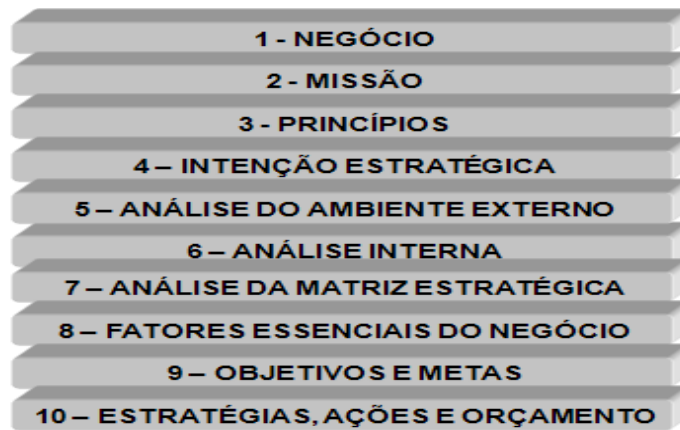 1 - NEGÓCIO
2 - MISSÃO
3 - PRINCÍPIOS
4 – INTENÇÃO ESTRATÉGICA
5 – ANÁLISE DO AMBIENTE EXTERNO
6 – ANÁLISE INTERNA
7 – ANÁLISE DA MATRIZ ESTRATÉGICA
8 – FATORES ESSENCIAIS DO NEGÓCIO
9 – OBJETIVOS E METAS
10 – ESTRATÉGIAS, AÇÕES E ORÇAMENTO